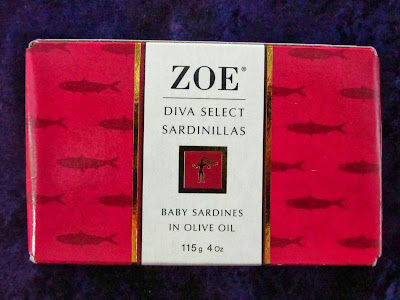 ZOE®
DIVA SELECT
SARDINILLAS
BABY SARDINES
IN OLIVE OIL
115g 4 Oz